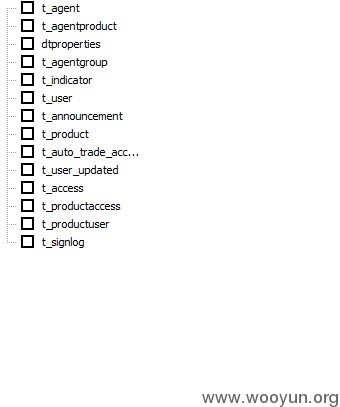 t_agent
t_agentproduct
dtproperties
t_agentgroup
t_indicator
t_user
t_announcement
t_product
t_auto_trade_acc...
t_user_updated
t_access
t_productaccess
t_productuser
t_signlog
www.wooyun.org